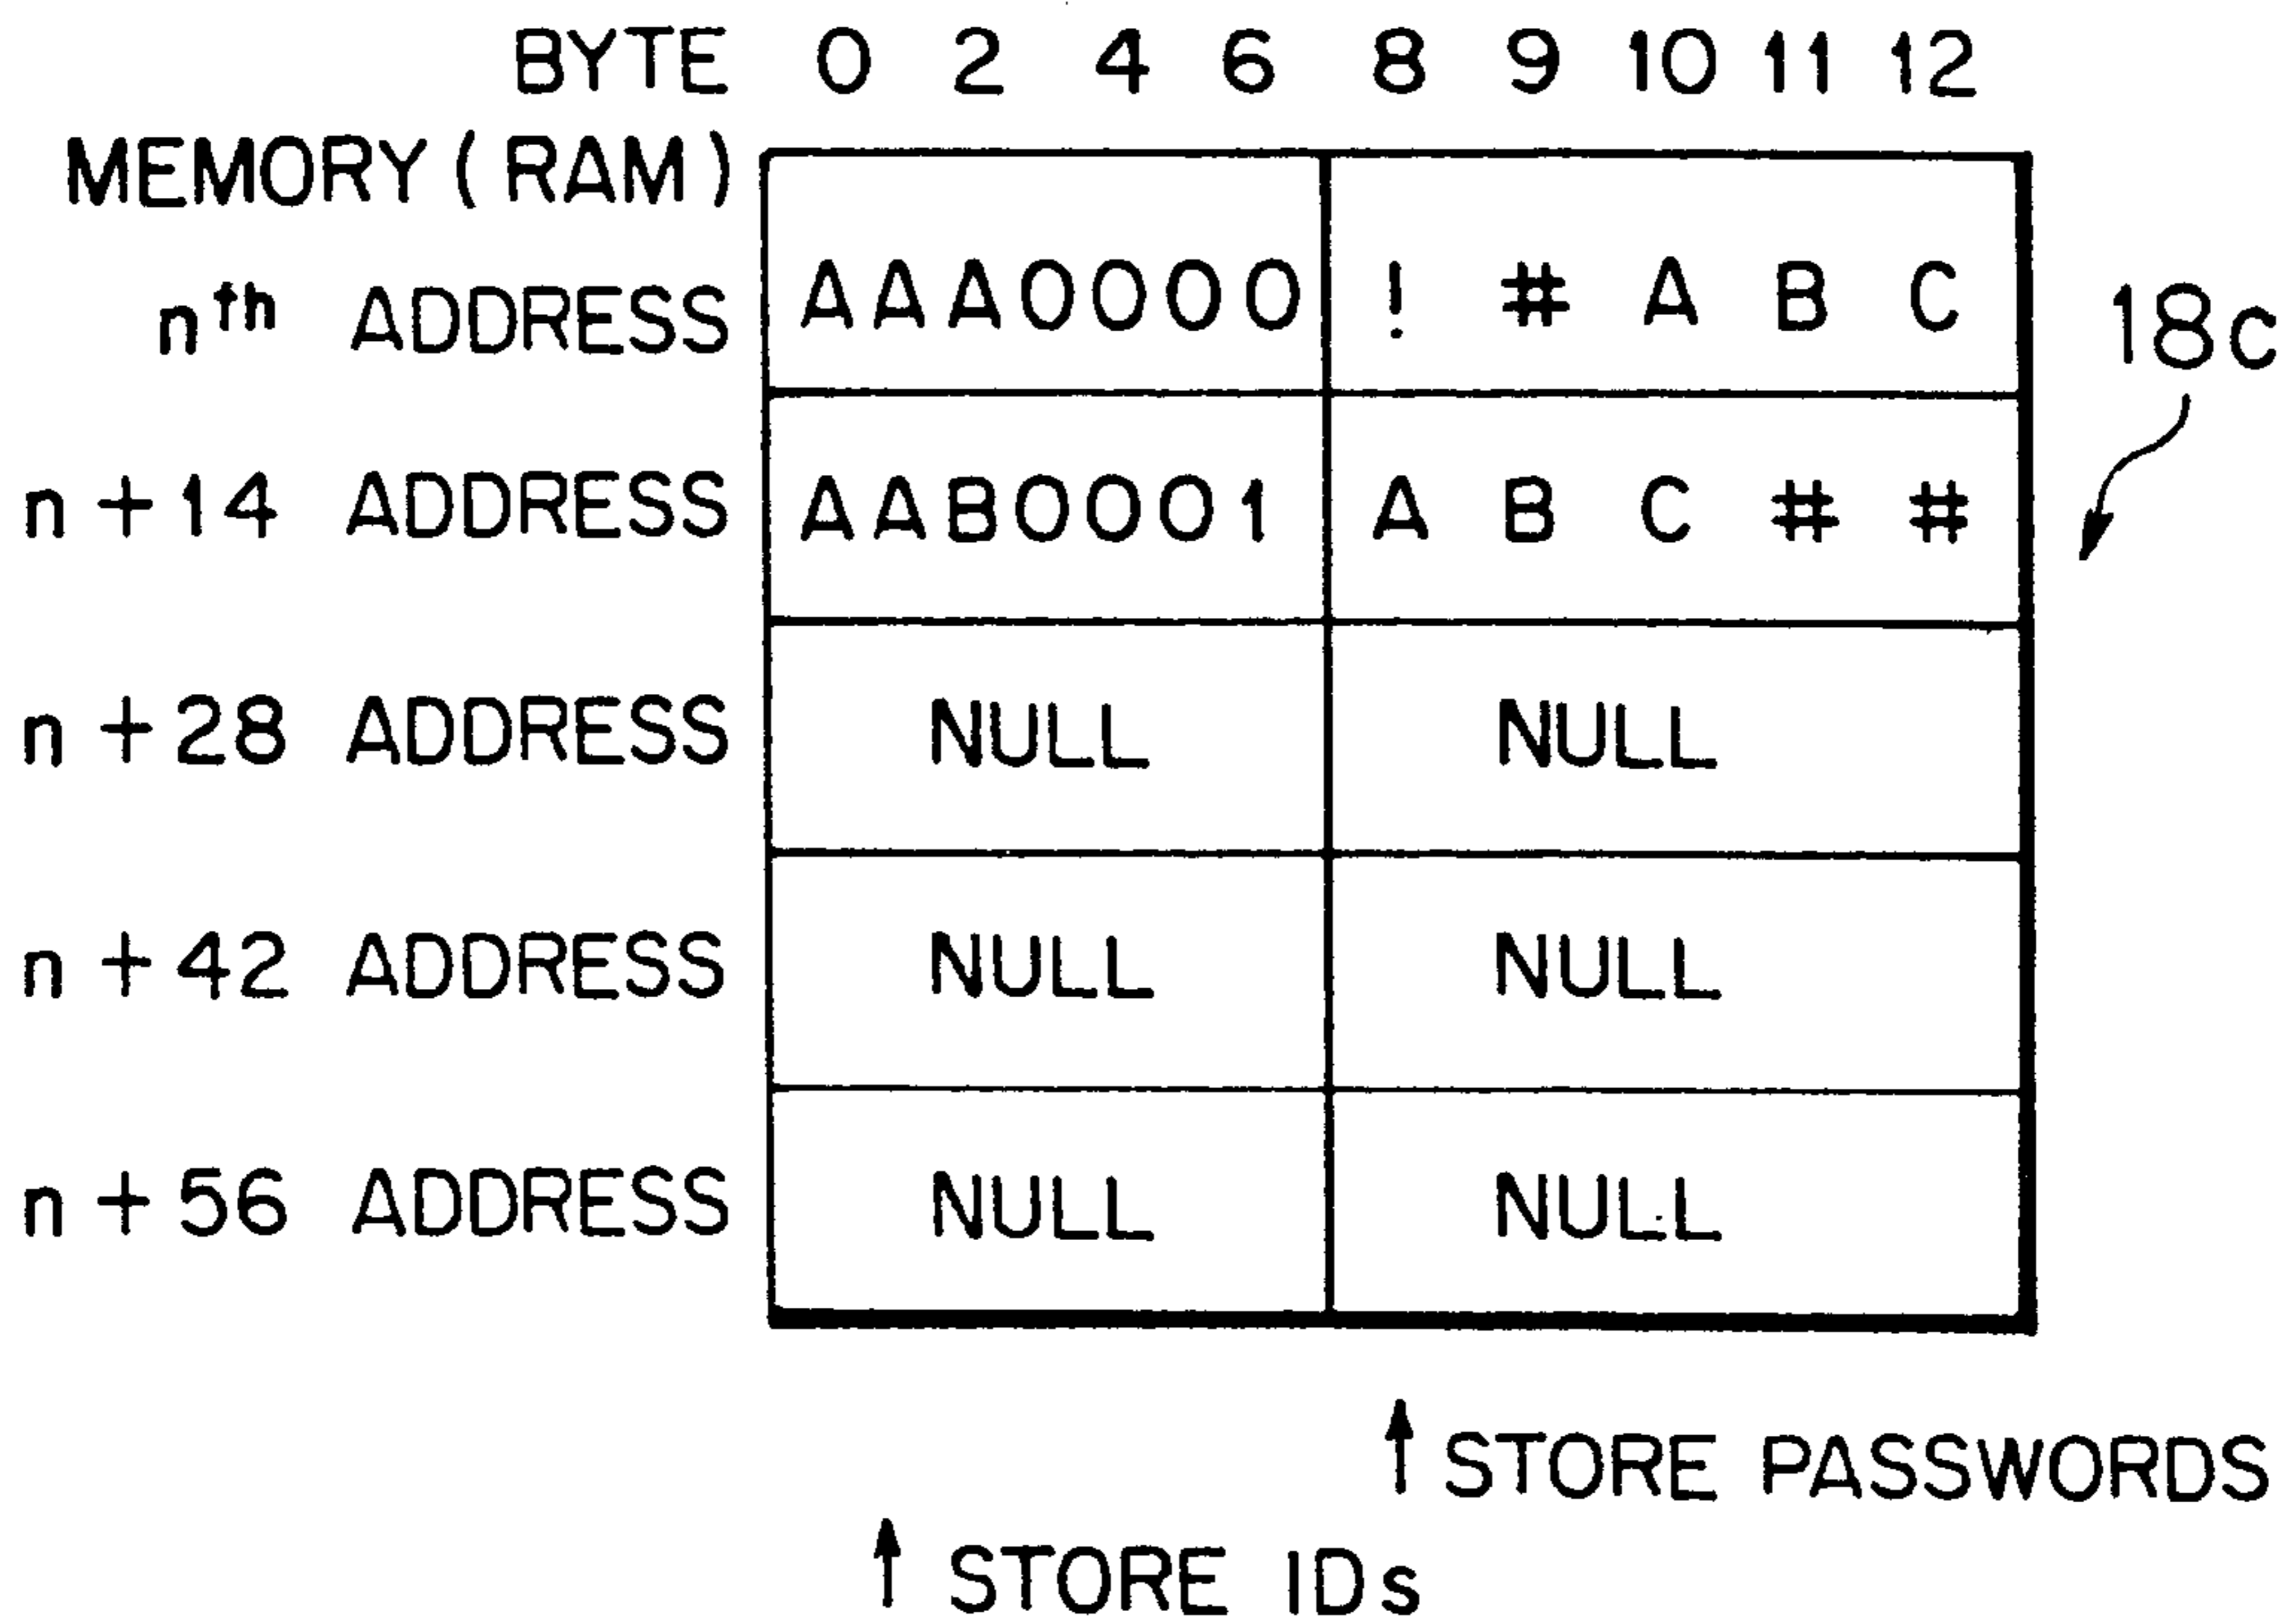 BYTE 0 2 4 6 8 9 10 11 12
MEMORY (RAM)
nth ADDRESS AAA0000 ! # A B C
18c
n+14 ADDRESS AAB0001 A B C # #
n+28 ADDRESS NULL NULL
n+42 ADDRESS NULL NULL
n+56 ADDRESS NULL NULL
STORE PASSWORDS
STORE IDs